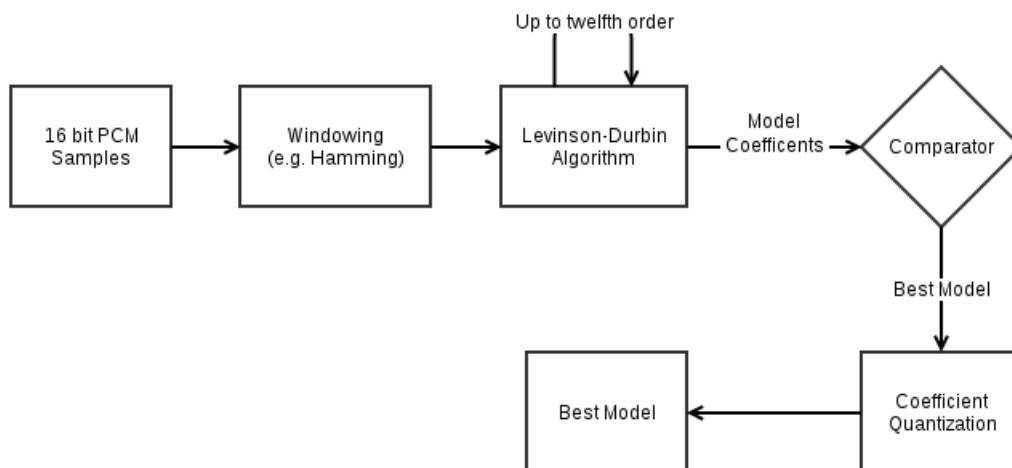 Up to twelfth order
16 bit PCM
Samples
Windowing
(e.g. Hamming)
Levinson-Durbin
Algorithm
Model
Coefficents
Comparator
Best Model
Best Model
Coefficient
Quantization